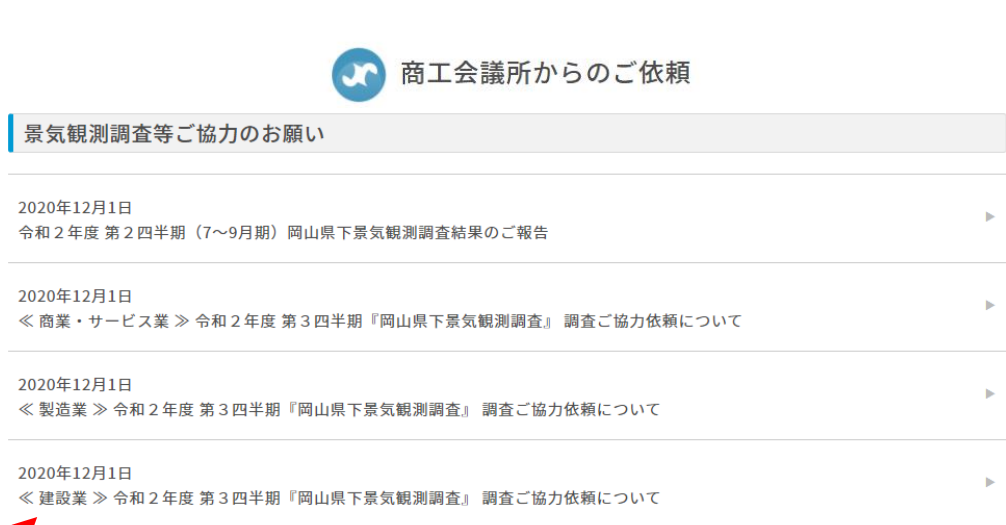 商工会議所からのご依頼
景気観測調査等ご協力のお願い
2020年12月1日
令和２年度 第２四半期（7～9月期）岡山県下景気観測調査結果のご報告
2020年12月1日
≪ 商業・サービス業 ≫ 令和２年度 第３四半期『岡山県下景気観測調査』 調査ご協力依頼について
2020年12月1日
≪ 製造業 ≫ 令和２年度 第３四半期『岡山県下景気観測調査』 調査ご協力依頼について
2020年12月1日
≪ 建設業 ≫ 令和２年度 第３四半期『岡山県下景気観測調査』 調査ご協力依頼について